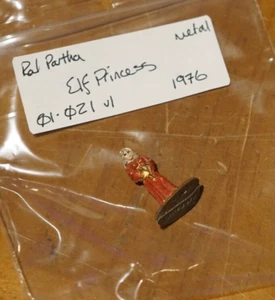 Ral Partha metal
Elf Princess
01-021 v1 1976